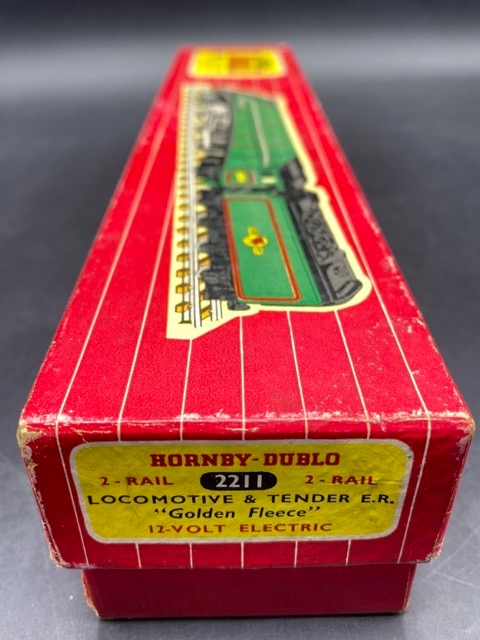 HORNBY-DUBLO
2-RAIL 2211 2-RAIL
LOCOMOTIVE & TENDER E.R.
"Golden Fleece"
12-VOLT ELECTRIC